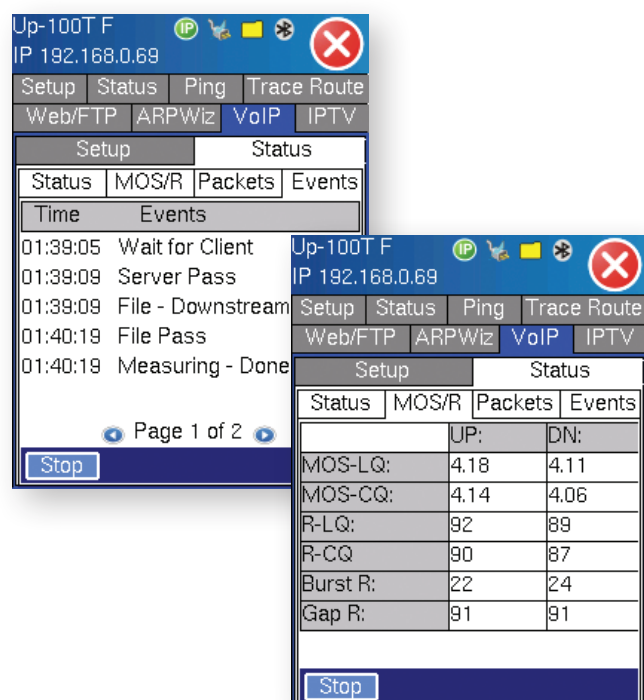 Up-100T F IP
IP 192.168.0.69
Setup Status Ping Trace Route
Web/FTP ARPWiz VoIP IPTV
Setup Status
Status MOS/R Packets Events
Time Events
01:39:05 Wait for Client
01:39:09 Server Pass
01:39:09 File - Downstream
01:40:19 File Pass
01:40:19 Measuring - Done
Page 1 of 2
Stop
Up-100T F IP
IP 192.168.0.69
Setup Status Ping Trace Route
Web/FTP ARPWiz VoIP IPTV
Setup Status
Status MOS/R Packets Events
UP: DN:
MOS-LQ: 4.18 4.11
MOS-CQ: 4.14 4.06
R-LQ: 92 89
R-CQ 90 87
Burst R: 22 24
Gap R: 91 91
Stop